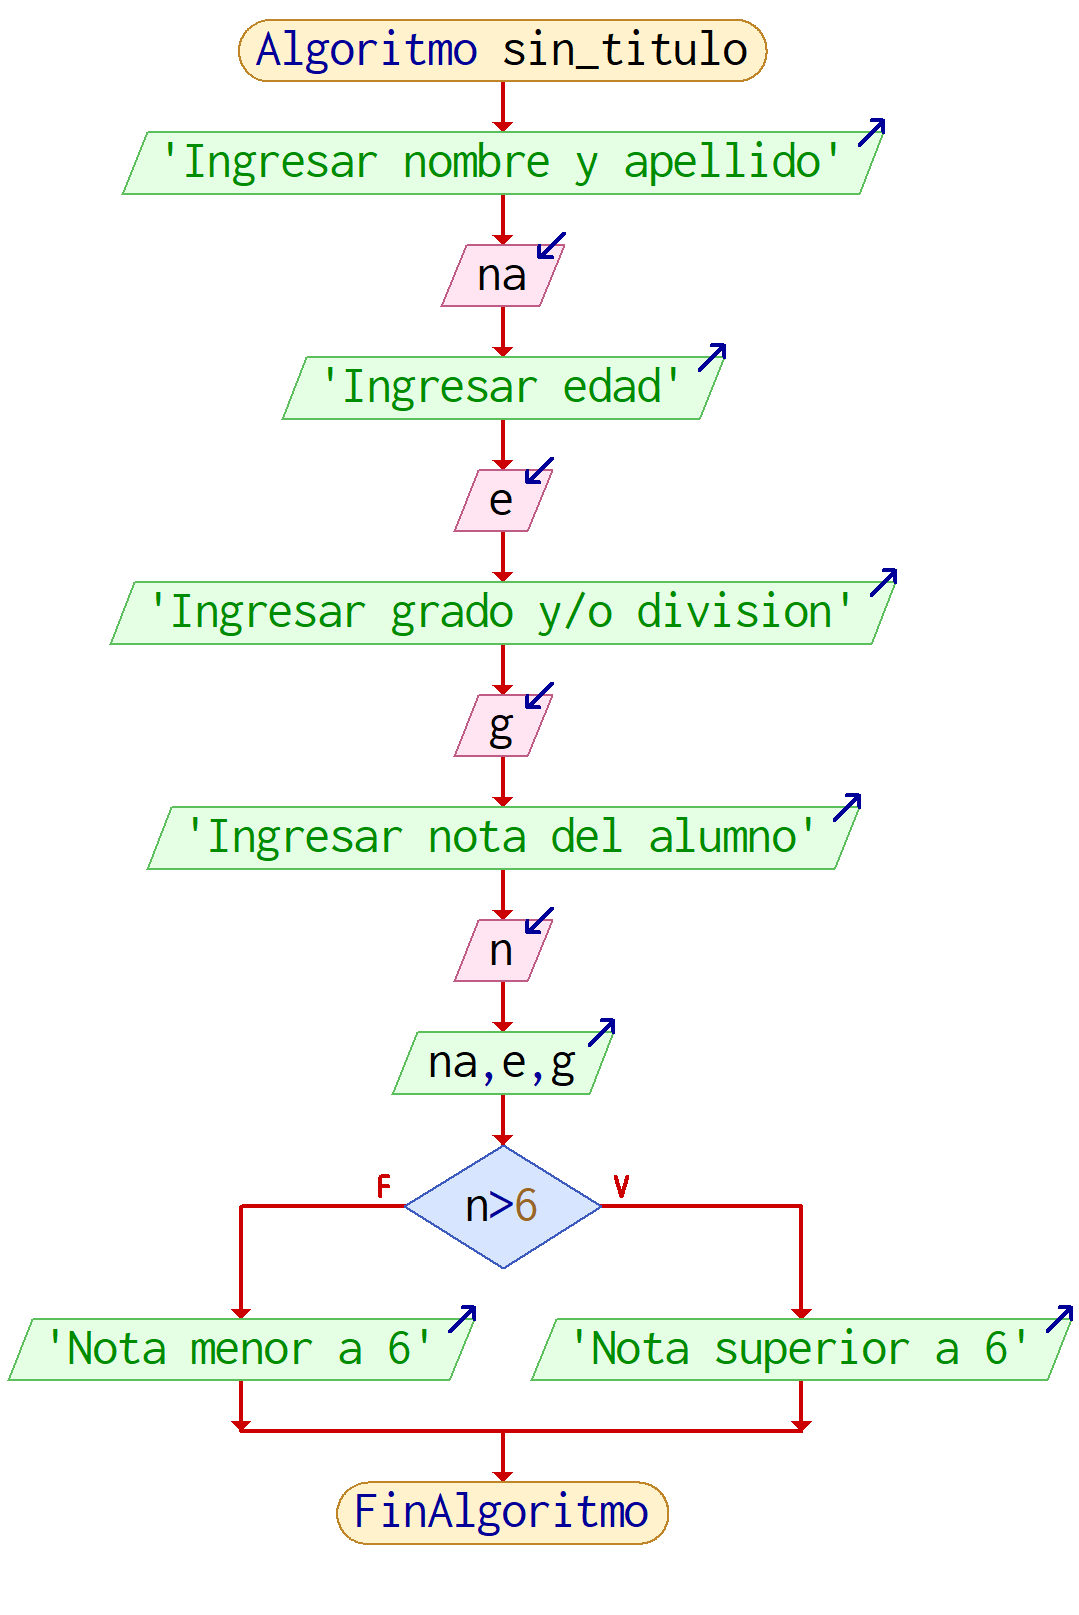 Algoritmo sin_titulo
'Ingresar nombre y apellido'
na
'Ingresar edad'
e
'Ingresar grado y/o division'
g
'Ingresar nota del alumno'
n
na,e,g
F
n>6
V
'Nota menor a 6'
'Nota superior a 6'
FinAlgoritmo